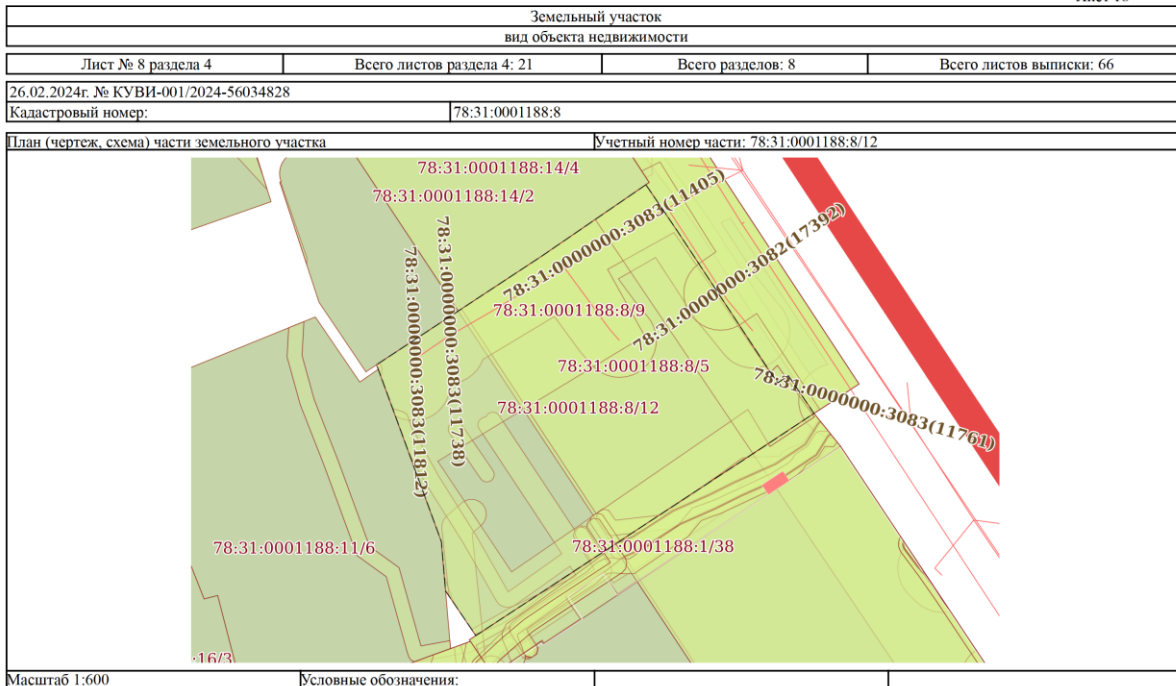 Земельный участок
вид объекта недвижимости
Лист № 8 раздела 4 Всего листов раздела 4: 21 Всего разделов: 8 Всего листов выписки: 66
26.02.2024г. № КУВИ-001/2024-56034828
Кадастровый номер: 78:31:0001188:8
План (чертеж, схема) части земельного участка Учетный номер части: 78:31:0001188:8/12
78:31:0001188:14/4
78:31:0001188:14/2
78:31:0000000:3083(11405)
78:31:0000000:3082(17392)
78:31:0000000:3083(11738)
78:31:0000000:3083(11812)
78:31:0001188:8/9
78:31:0001188:8/5
78:31:0000000:3083(11761)
78:31:0001188:8/12
78:31:0001188:11/6
78:31:0001188:1/38
:16/3
Масштаб 1:600 Условные обозначения: